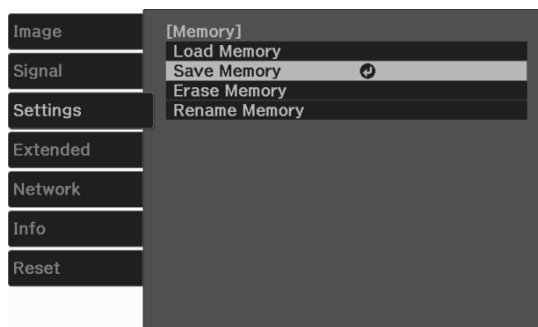 Image
Signal
Settings
Extended
Network
Info
Reset
[Memory]
Load Memory
Save Memory
Erase Memory
Rename Memory